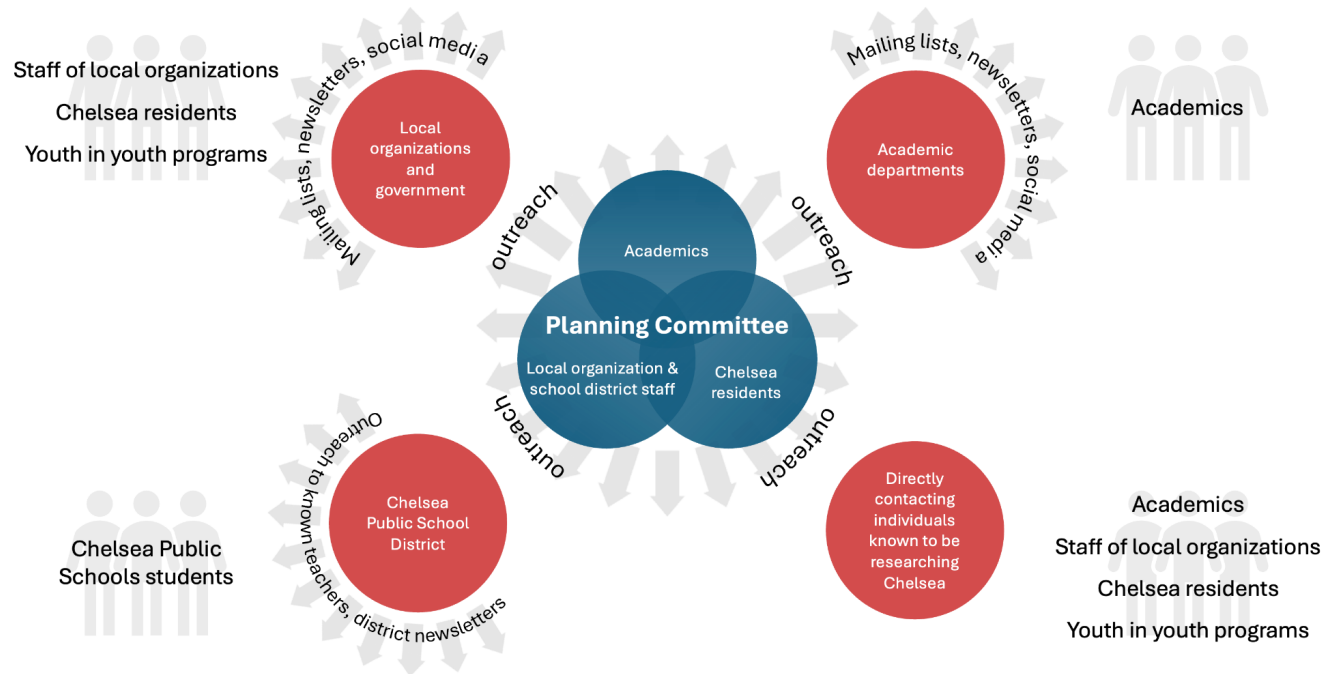 Staff of local organizations
Chelsea residents
Youth in youth programs
Mailing lists, newsletters, social media
Local
organizations
and
government
Mailing lists, newsletters, social media
Academic
departments
Academics
outreach
outreach
Academics
Planning Committee
Local organization &
school district staff
Chelsea
residents
outreach
outreach
Chelsea Public
Schools students
Outreach to known teachers, district newsletters
Chelsea
Public School
District
Directly
contacting
individuals
known to be
researching
Chelsea
Academics
Staff of local organizations
Chelsea residents
Youth in youth programs